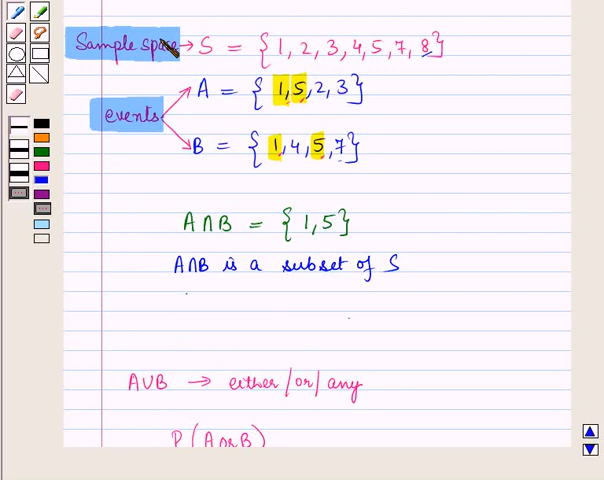 Sample space → S = { 1, 2, 3, 4, 5, 7, 8 }
A = { 1, 5, 2, 3 }
events
B = { 1, 4, 5, 7 }
A∩B = { 1, 5 }
A∩B is a subset of S
A∪B → either / or / any
P ( A or B )